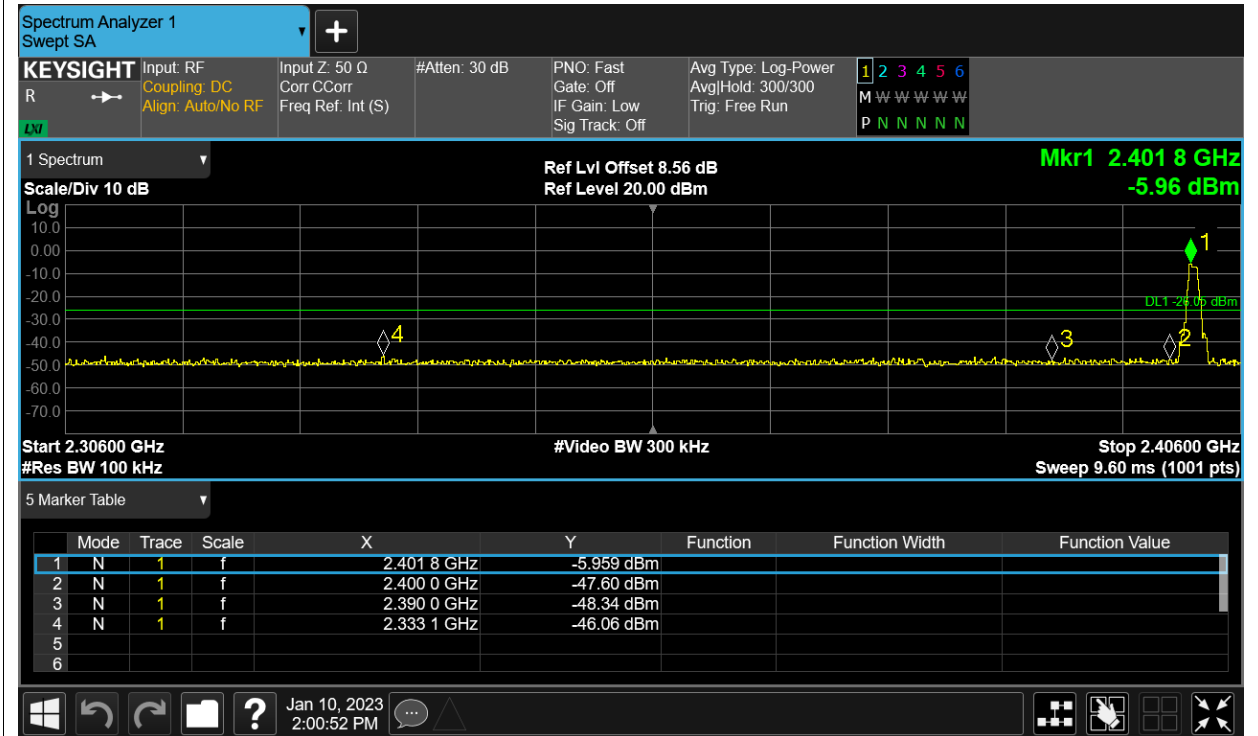 Spectrum Analyzer 1
Swept SA
KEYSIGHT
R
LXI
Input: RF
Coupling: DC
Align: Auto/No RF
Input Z: 50 Ω
Corr CCorr
Freq Ref: Int (S)
#Atten: 30 dB
PNO: Fast
Gate: Off
IF Gain: Low
Sig Track: Off
Avg Type: Log-Power
Avg|Hold: 300/300
Trig: Free Run
1 2 3 4 5 6
M W W W W W
P N N N N N
1 Spectrum
Scale/Div 10 dB
Ref Lvl Offset 8.56 dB
Ref Level 20.00 dBm
Mkr1 2.401 8 GHz
-5.96 dBm
Log
10.0
0.00
-10.0
-20.0
-30.0
-40.0
-50.0
-60.0
-70.0
1
DL1 -26.05 dBm
4
3
2
Start 2.30600 GHz
#Res BW 100 kHz
#Video BW 300 kHz
Stop 2.40600 GHz
Sweep 9.60 ms (1001 pts)
5 Marker Table
Mode Trace Scale X Y Function Function Width Function Value
1 N 1 f 2.401 8 GHz -5.959 dBm
2 N 1 f 2.400 0 GHz -47.60 dBm
3 N 1 f 2.390 0 GHz -48.34 dBm
4 N 1 f 2.333 1 GHz -46.06 dBm
5
6
?
Jan 10, 2023
2:00:52 PM